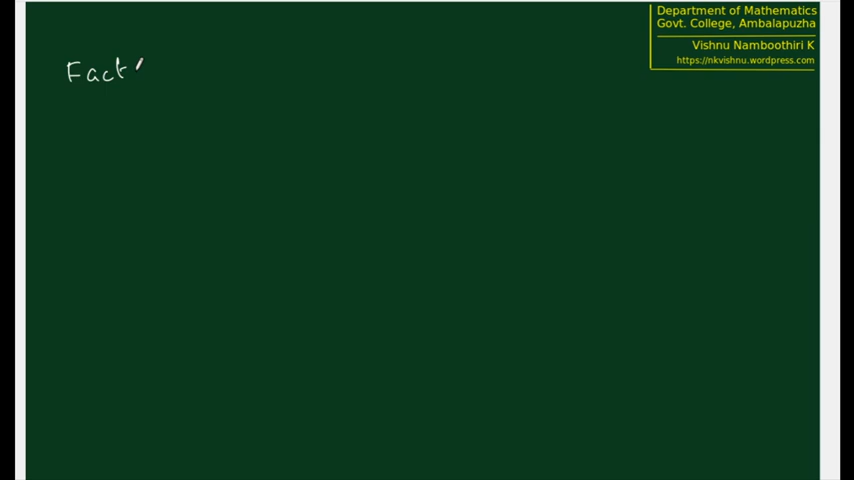 Department of Mathematics
Govt. College, Ambalapuzha
Vishnu Namboothiri K
https://nkvishnu.wordpress.com
Fact